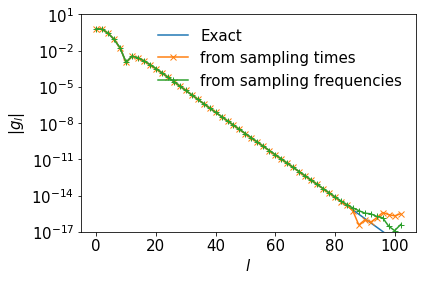 10^1
10^-2
10^-5
10^-8
10^-11
10^-14
10^-17
|g_l|
Exact
from sampling times
from sampling frequencies
0 20 40 60 80 100
l